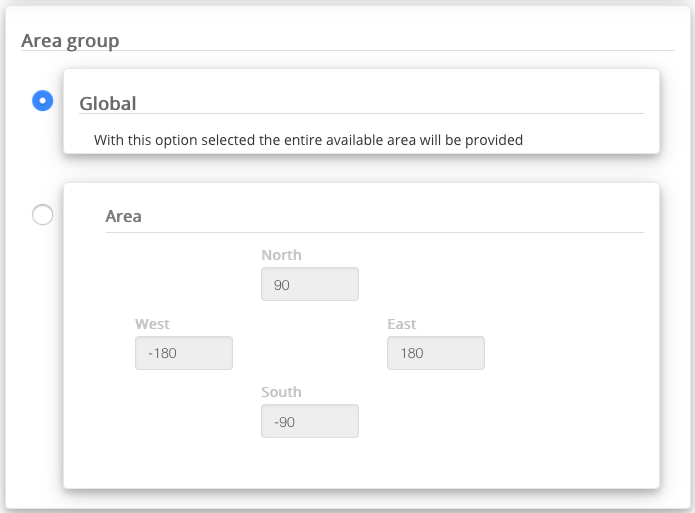 Area group
Global
With this option selected the entire available area will be provided
Area
North
90
West
East
-180
180
South
-90